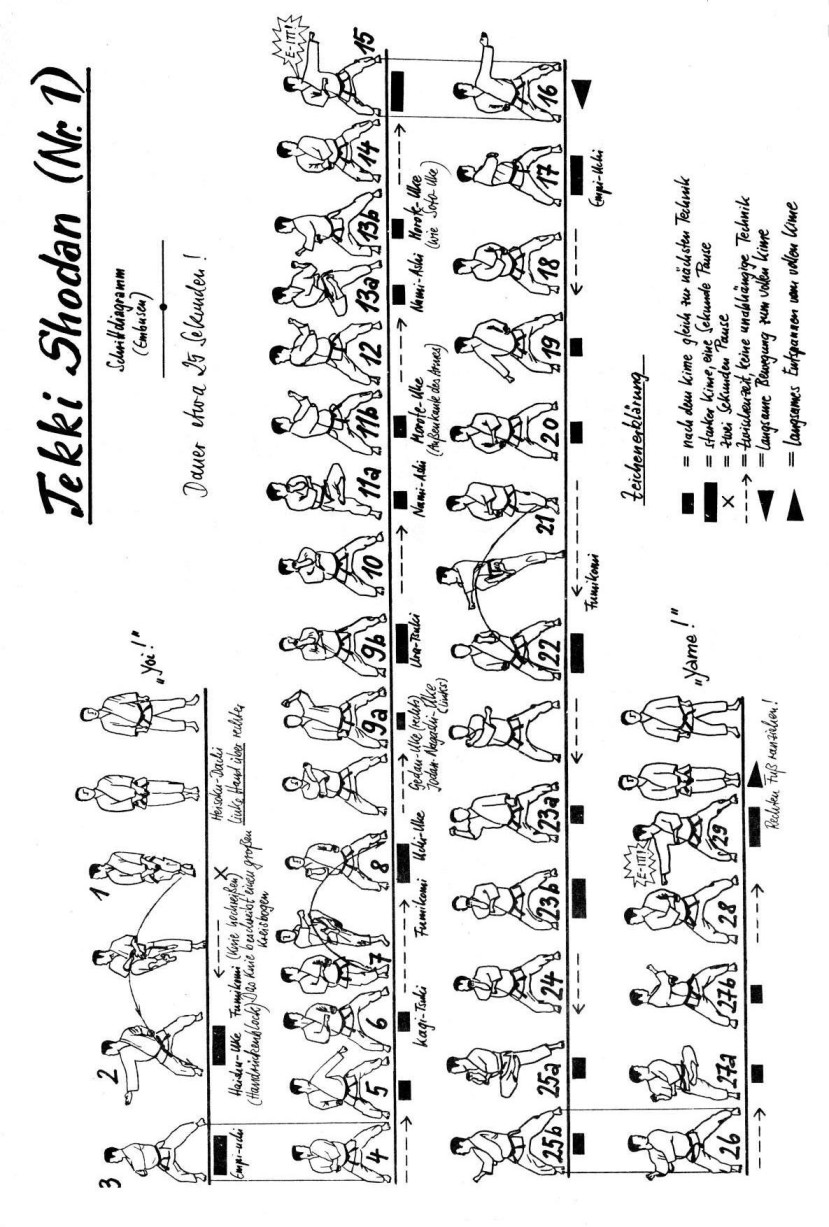 Tekki Shodan (Nr. 1)
Schrittdiagramm
(Embusen)
Dauer etwa 25 Sekunden!
"Yoi!"
3
2
1
Empi-uchi
Haishu-Uke
(Handrückenblock)
Fumikomi (Knie hochreißen)
Das Knie beschreibt einen großen
Kreisbogen
X
Heisoku-Dachi
Linke Hand über rechter
4
5
6
7
8
9a
9b
10
11a
11b
12
13a
13b
14
15
E-IT!
Kagi-Tsuki
Fumikomi
Uchi-Uke
Gedan-Uke (rechts)
Jodan-Nagashi-Uke
(links)
Ura-Tsuki
Nami-Ashi
Morote-Uke
(Außenkante des Armes)
Nami-Ashi
Morote-Uke
(wie Soto-Uke)
25b
25a
24
23b
23a
22
21
20
19
18
17
16
Fumikomi
Empi-Uchi
26
27a
27b
28
29
E-IT!
"Yame!"
Rechten Fuß ranziehen!
Zeichenerklärung
= nach dem Kime gleich zur nächsten Technik
= starker Kime, eine Sekunde Pause
X = zwei Sekunden Pause
= Zwischenzeit, keine unabhängige Technik
= langsame Bewegung zum vollen Kime
= langsames Entspannen vom vollen Kime